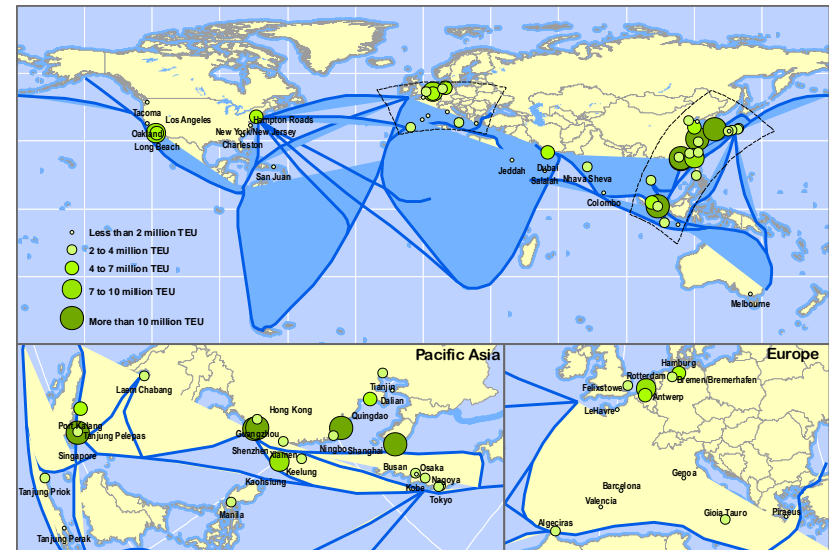 Tacoma
Los Angeles
Oakland
Long Beach
Hampton Roads
New York/New Jersey
Charleston
San Juan
Jeddah
Dubai
Salalah
Nhava Sheva
Colombo
Melbourne
Less than 2 million TEU
2 to 4 million TEU
4 to 7 million TEU
7 to 10 million TEU
More than 10 million TEU
Pacific Asia
Laem Chabang
Port Kalang
Tanjung Pelepas
Singapore
Tanjung Priok
Tanjung Perak
Hong Kong
Guangzhou
Shenzhen
Xiamen
Keelung
Kaohsiung
Manila
Tianjin
Dalian
Quingdao
Ningbo
Shanghai
Busan
Osaka
Kobe
Nagoya
Tokyo
Europe
Hamburg
Rotterdam
Bremen/Bremerhafen
Felixstowe
Antwerp
LeHavre
Barcelona
Genoa
Valencia
Algeciras
Gioia Tauro
Piraeus